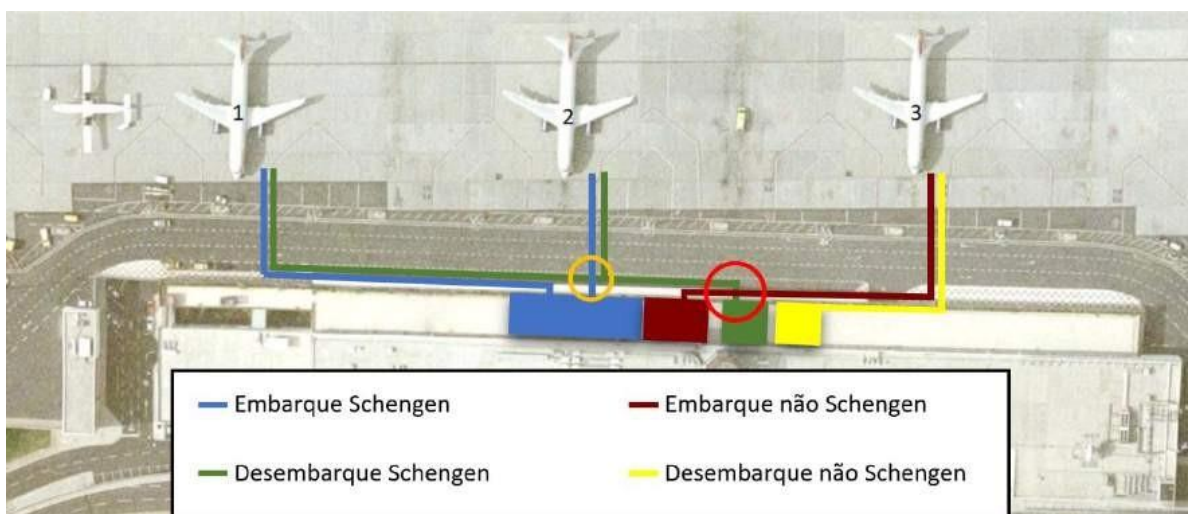 1
2
3
Embarque Schengen
Embarque não Schengen
Desembarque Schengen
Desembarque não Schengen